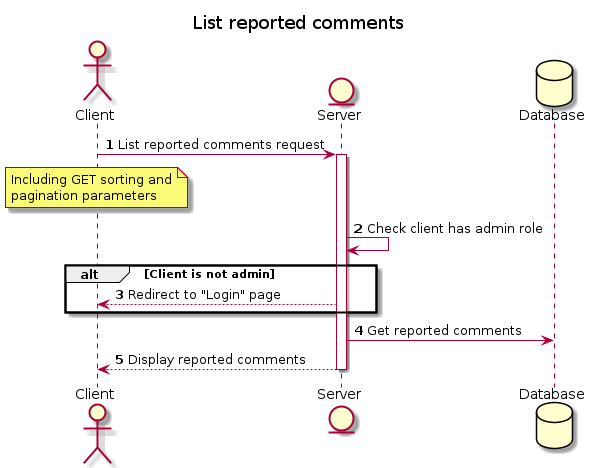 List reported comments
Client
Server
Database
1 List reported comments request
Including GET sorting and
pagination parameters
2 Check client has admin role
alt [Client is not admin]
3 Redirect to "Login" page
4 Get reported comments
5 Display reported comments
Client
Server
Database